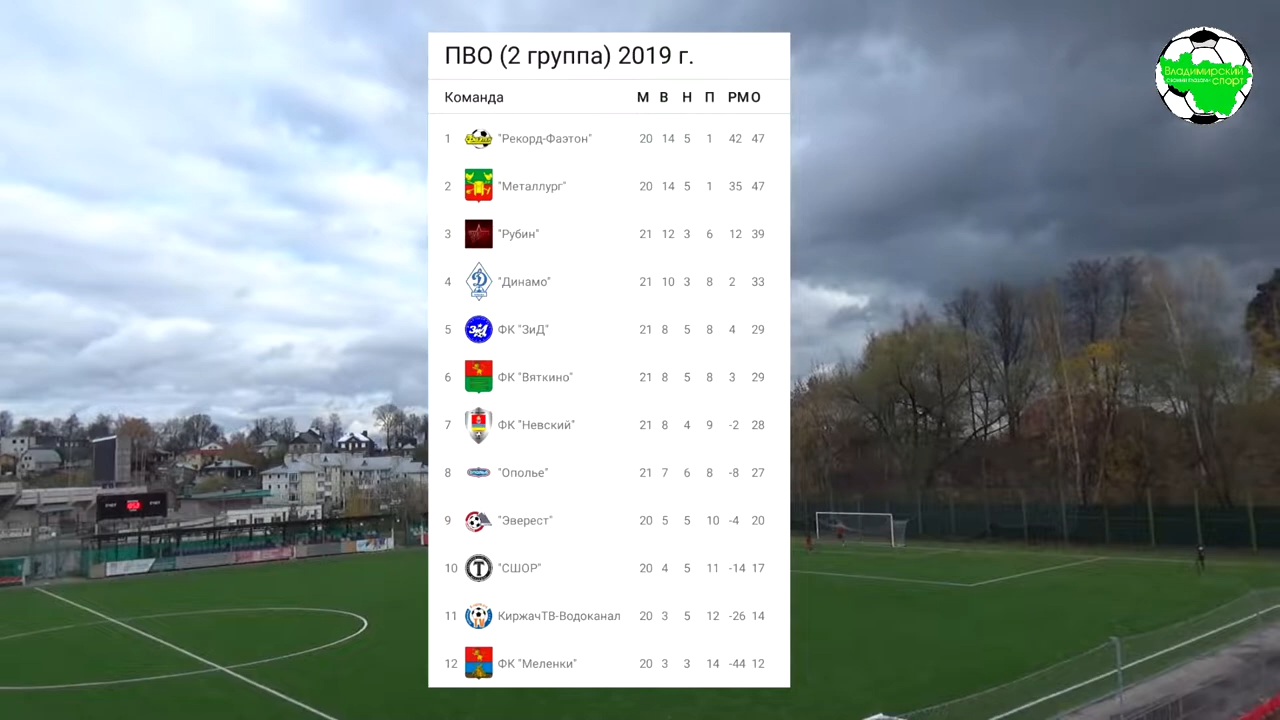 ПВО (2 группа) 2019 г.
Команда М В Н П РМ О
1 "Рекорд-Фаэтон" 20 14 5 1 42 47
2 "Металлург" 20 14 5 1 35 47
3 "Рубин" 21 12 3 6 12 39
4 "Динамо" 21 10 3 8 2 33
5 ФК "ЗиД" 21 8 5 8 4 29
6 ФК "Вяткино" 21 8 5 8 3 29
7 ФК "Невский" 21 8 4 9 -2 28
8 "Ополье" 21 7 6 8 -8 27
9 "Эверест" 20 5 5 10 -4 20
10 "СШОР" 20 4 5 11 -14 17
11 КиржачТВ-Водоканал 20 3 5 12 -26 14
12 ФК "Меленки" 20 3 3 14 -44 12
Владимирский
спорт